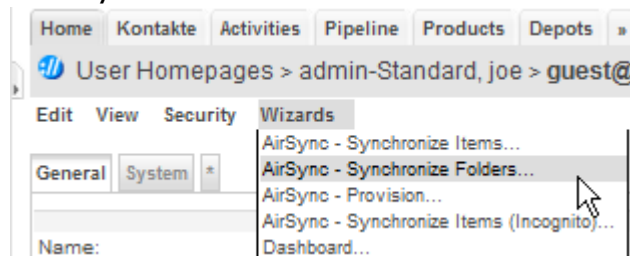 Home Kontakte Activities Pipeline Products Depots »
User Homepages > admin-Standard, joe > guest@
Edit View Security Wizards
AirSync - Synchronize Items...
General System * AirSync - Synchronize Folders...
AirSync - Provision...
AirSync - Synchronize Items (Incognito)...
Name: Dashboard...